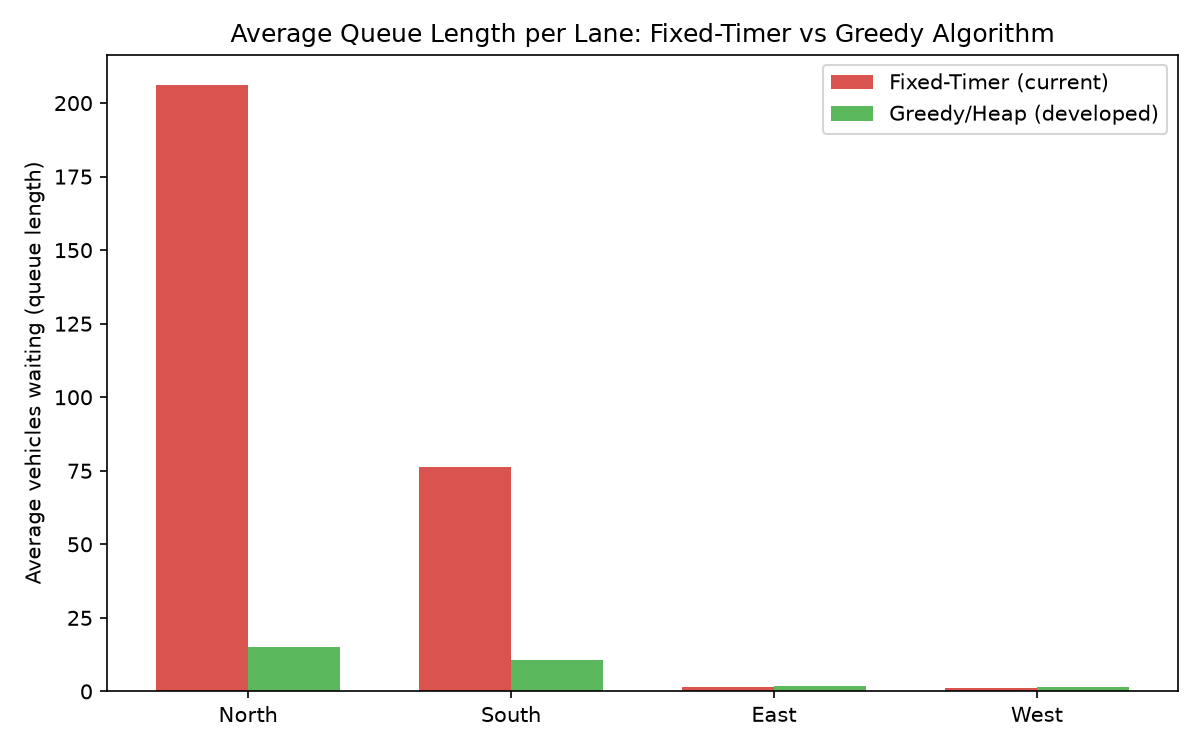 Average Queue Length per Lane: Fixed-Timer vs Greedy Algorithm
Fixed-Timer (current)
Greedy/Heap (developed)
Average vehicles waiting (queue length)
200
175
150
125
100
75
50
25
0
North
South
East
West